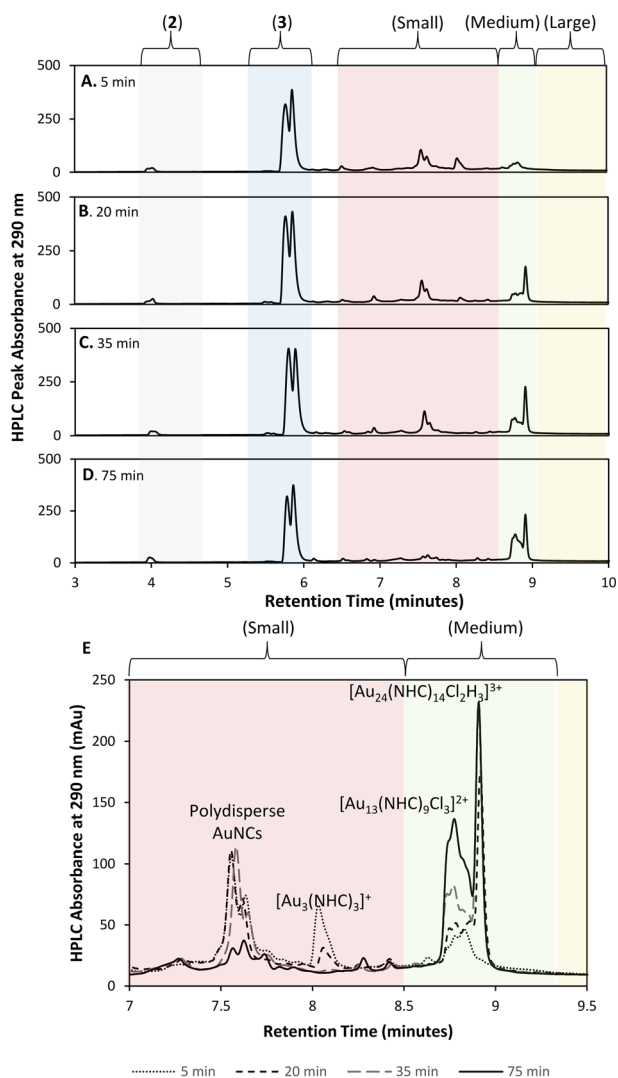 (2) (3) (Small) (Medium) (Large)
500
A. 5 min
250
0
500
B. 20 min
250
0
500
C. 35 min
250
0
500
D. 75 min
250
0
3 4 5 6 7 8 9 10
Retention Time (minutes)
HPLC Peak Absorbance at 290 nm
E
(Small) (Medium)
250
[Au24(NHC)14Cl2H3]3+
200
150
[Au13(NHC)9Cl3]2+
Polydisperse
AuNCs
100
[Au3(NHC)3]+
50
0
7 7.5 8 8.5 9 9.5
Retention Time (minutes)
HPLC Absorbance at 290 nm (mAu)
5 min 20 min 35 min 75 min